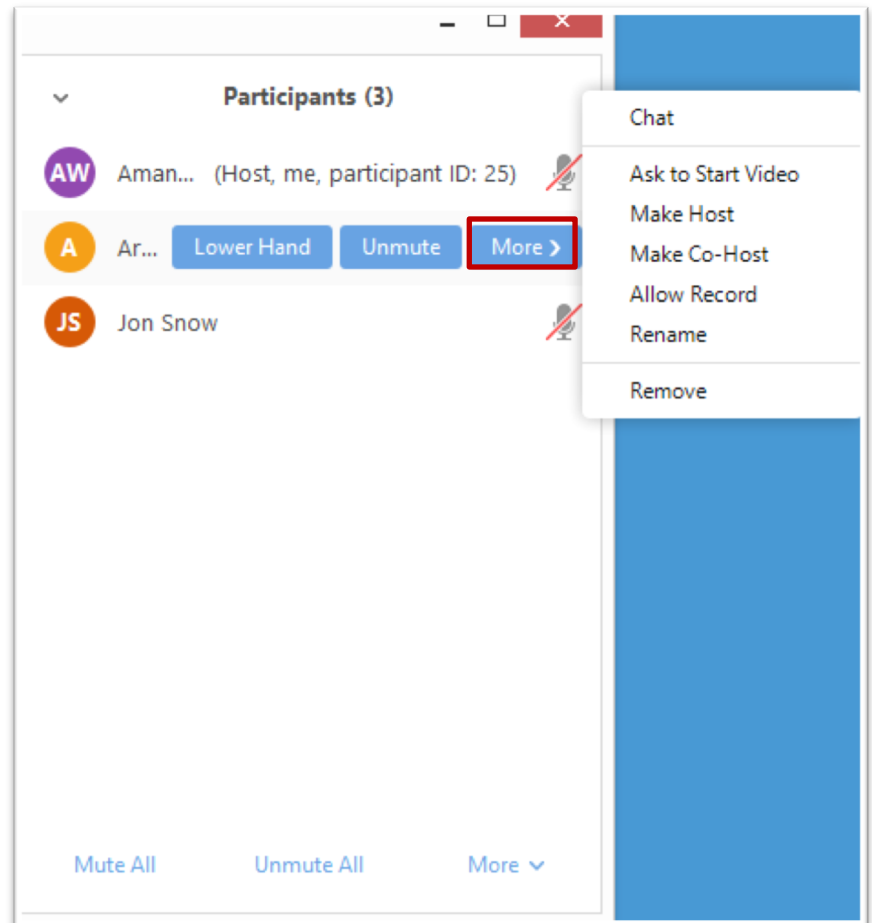 Participants (3)
AW Aman... (Host, me, participant ID: 25)
A Ar... Lower Hand Unmute More ❯
JS Jon Snow
Chat
Ask to Start Video
Make Host
Make Co-Host
Allow Record
Rename
Remove
Mute All Unmute All More